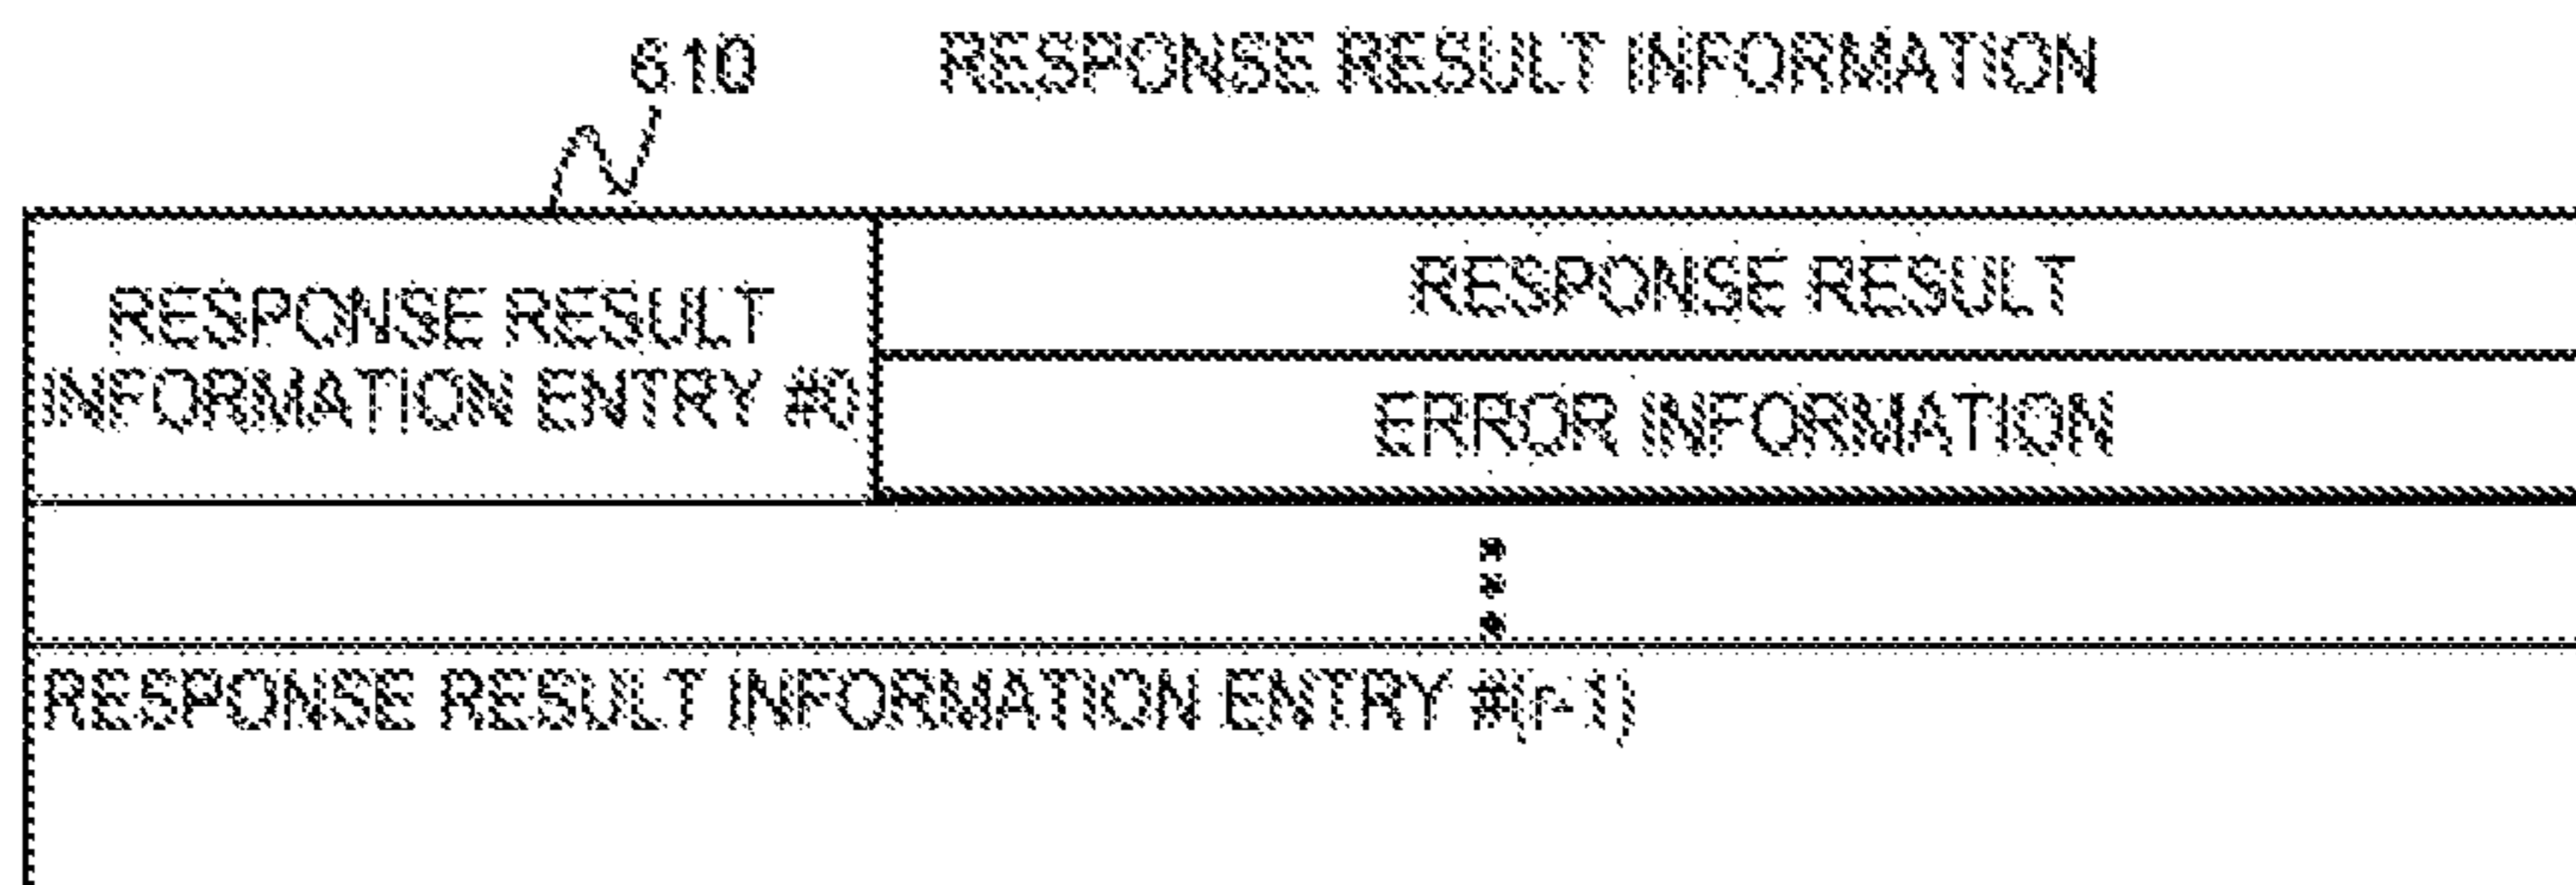 610 RESPONSE RESULT INFORMATION
RESPONSE RESULT
INFORMATION ENTRY #0
RESPONSE RESULT
ERROR INFORMATION
RESPONSE RESULT INFORMATION ENTRY #(r-1)